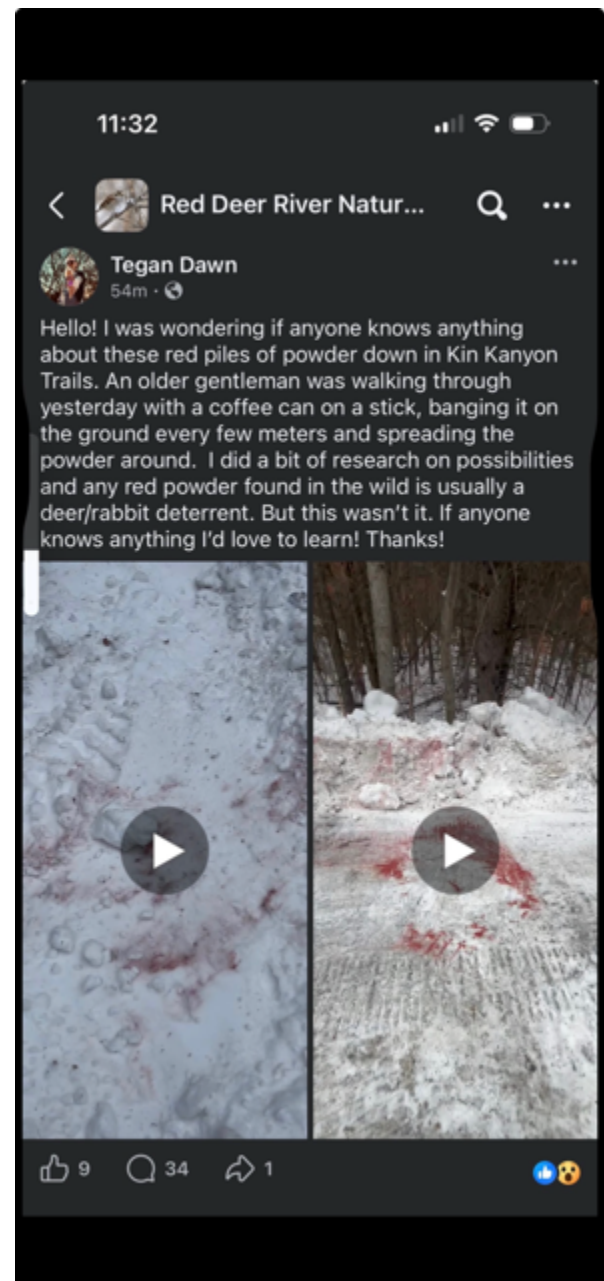 11:32
Red Deer River Natur...
Tegan Dawn
54m ·
Hello! I was wondering if anyone knows anything
about these red piles of powder down in Kin Kanyon
Trails. An older gentleman was walking through
yesterday with a coffee can on a stick, banging it on
the ground every few meters and spreading the
powder around.  I did a bit of research on possibilities
and any red powder found in the wild is usually a
deer/rabbit deterrent. But this wasn't it. If anyone
knows anything I'd love to learn! Thanks!
9 34 1